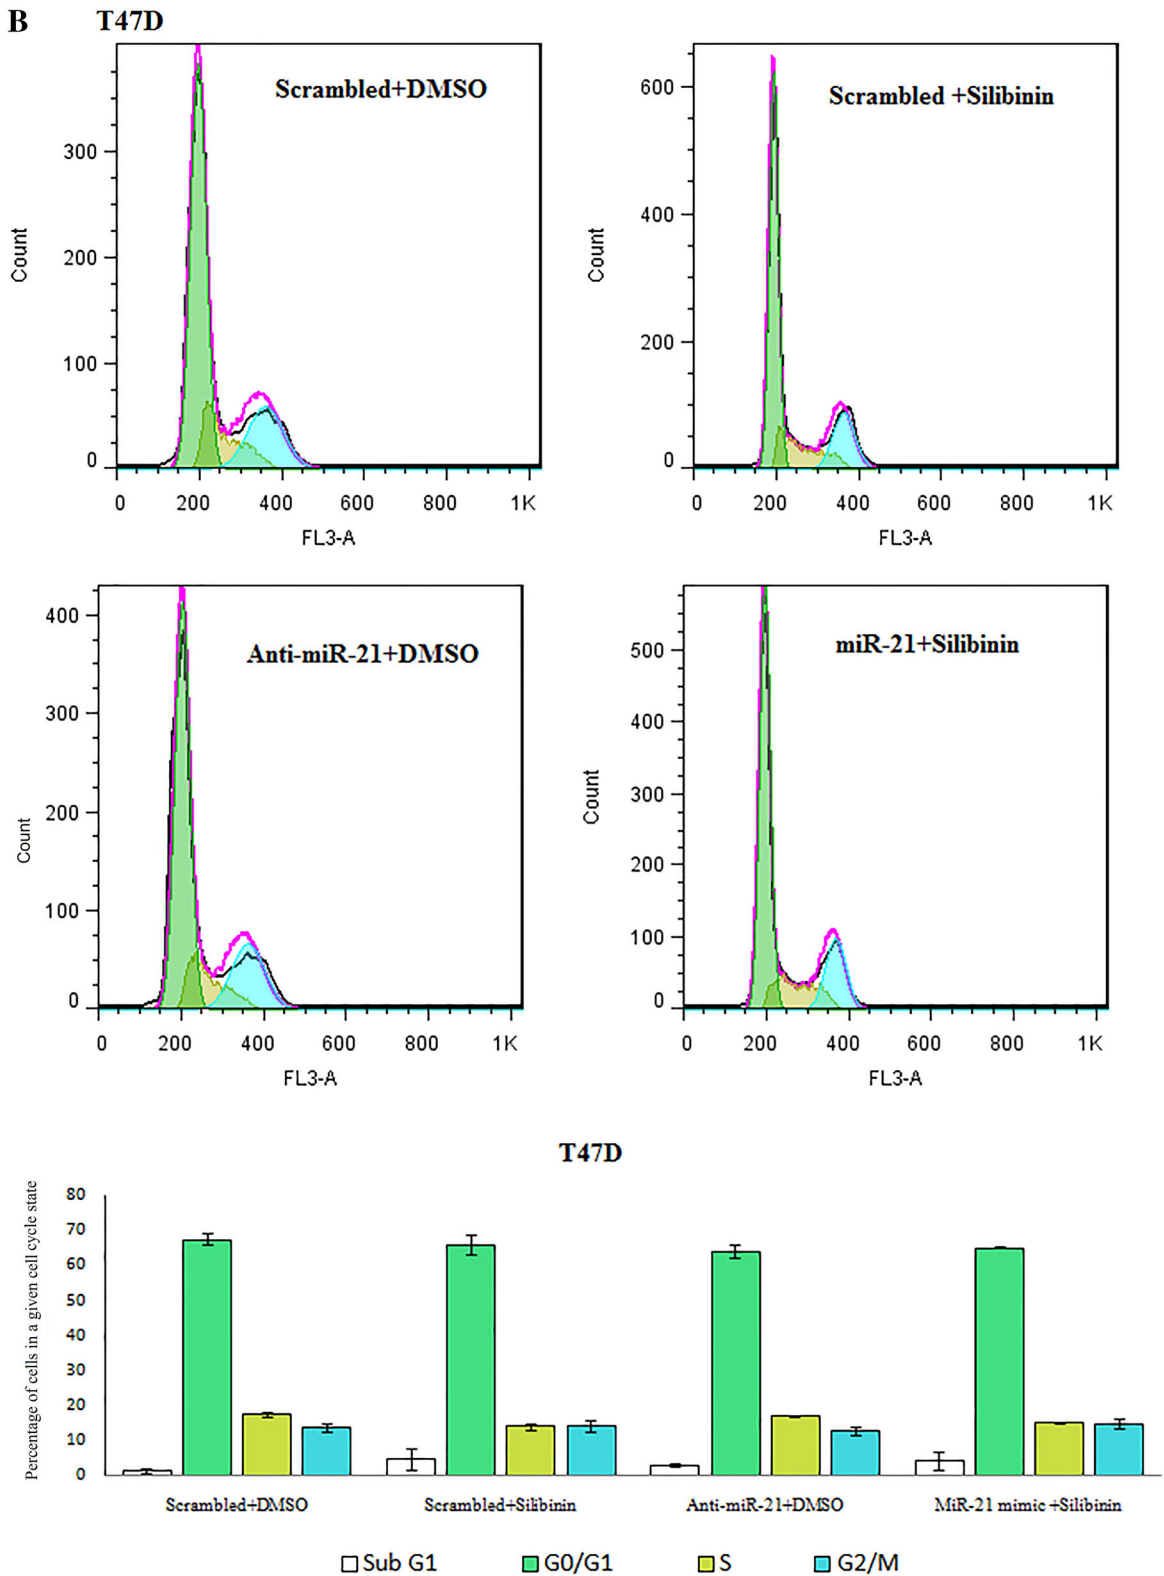 B T47D
Scrambled+DMSO
300
200
100
0
Count
0 200 400 600 800 1K
FL3-A
Scrambled +Silibinin
600
400
200
0
Count
0 200 400 600 800 1K
FL3-A
Anti-miR-21+DMSO
400
300
200
100
0
Count
0 200 400 600 800 1K
FL3-A
miR-21+Silibinin
500
400
300
200
100
0
Count
0 200 400 600 800 1K
FL3-A
T47D
Percentage of cells in a given cell cycle state
80
70
60
50
40
30
20
10
0
Scrambled+DMSO Scrambled+Silibinin Anti-miR-21+DMSO MiR-21 mimic +Silibinin
Sub G1 G0/G1 S G2/M